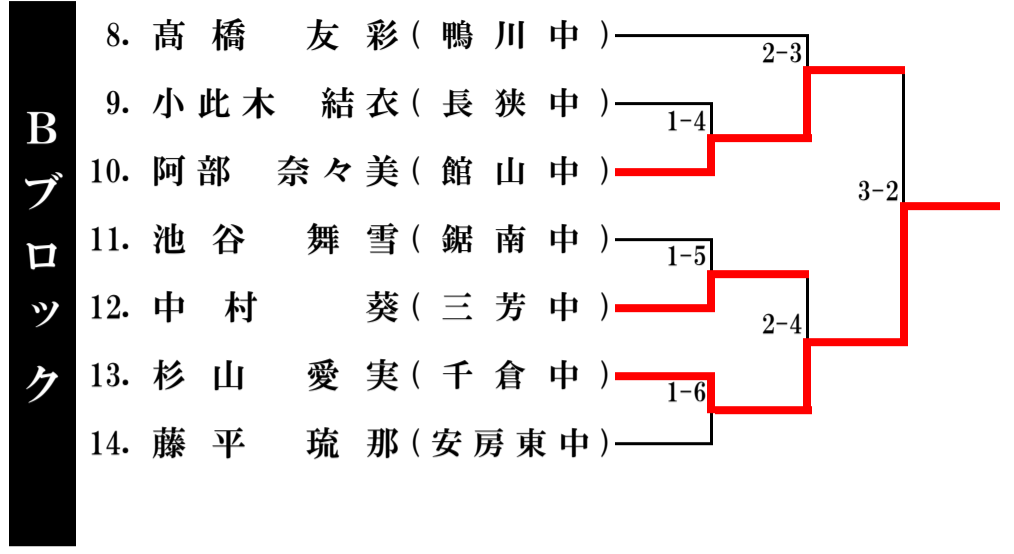 Bブロック
8. 髙橋 友彩(鴨川中)
2-3
9. 小此木 結衣(長狭中)
1-4
10. 阿部 奈々美(館山中)
3-2
11. 池谷 舞雪(鋸南中)
1-5
12. 中村 葵(三芳中)
2-4
13. 杉山 愛実(千倉中)
1-6
14. 藤平 琉那(安房東中)